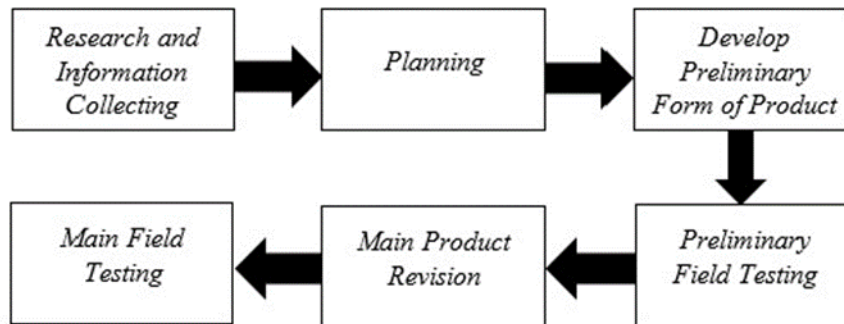 Research and
Information
Collecting
Planning
Develop
Preliminary
Form of Product
Preliminary
Field Testing
Main Product
Revision
Main Field
Testing